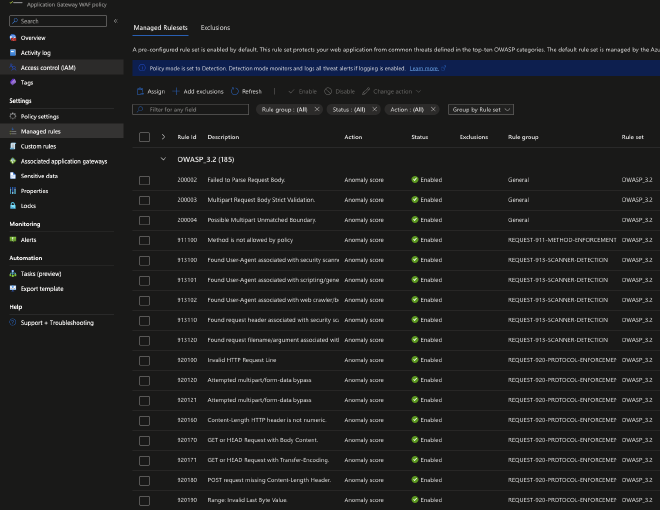 Application Gateway WAF policy
Search
«
Overview
Activity log
Access control (IAM)
Tags
Settings
Policy settings
Managed rules
Custom rules
Associated application gateways
Sensitive data
Properties
Locks
Monitoring
Alerts
Automation
Tasks (preview)
Export template
Help
Support + Troubleshooting
Managed Rulesets Exclusions
A pre-configured rule set is enabled by default. This rule set protects your web application from common threats defined in the top-ten OWASP categories. The default rule set is managed by the Azu
Policy mode is set to Detection. Detection mode monitors and logs all threat alerts if logging is enabled. Learn more.
Assign Add exclusions Refresh Enable Disable Change action
Filter for any field Rule group : (All) Status : (All) Action : (All) Group by Rule set
Rule Id Description Action Status Exclusions Rule group Rule set
OWASP_3.2 (185)
200002 Failed to Parse Request Body. Anomaly score Enabled General OWASP_3.2
200003 Multipart Request Body Strict Validation. Anomaly score Enabled General OWASP_3.2
200004 Possible Multipart Unmatched Boundary. Anomaly score Enabled General OWASP_3.2
911100 Method is not allowed by policy Anomaly score Enabled REQUEST-911-METHOD-ENFORCEMENT OWASP_3.2
913100 Found User-Agent associated with security scanne Anomaly score Enabled REQUEST-913-SCANNER-DETECTION OWASP_3.2
913101 Found User-Agent associated with scripting/gene Anomaly score Enabled REQUEST-913-SCANNER-DETECTION OWASP_3.2
913102 Found User-Agent associated with web crawler/b Anomaly score Enabled REQUEST-913-SCANNER-DETECTION OWASP_3.2
913110 Found request header associated with security sc Anomaly score Enabled REQUEST-913-SCANNER-DETECTION OWASP_3.2
913120 Found request filename/argument associated wit Anomaly score Enabled REQUEST-913-SCANNER-DETECTION OWASP_3.2
920100 Invalid HTTP Request Line Anomaly score Enabled REQUEST-920-PROTOCOL-ENFORCEMEN OWASP_3.2
920120 Attempted multipart/form-data bypass Anomaly score Enabled REQUEST-920-PROTOCOL-ENFORCEMEN OWASP_3.2
920121 Attempted multipart/form-data bypass Anomaly score Enabled REQUEST-920-PROTOCOL-ENFORCEMEN OWASP_3.2
920160 Content-Length HTTP header is not numeric. Anomaly score Enabled REQUEST-920-PROTOCOL-ENFORCEMEN OWASP_3.2
920170 GET or HEAD Request with Body Content. Anomaly score Enabled REQUEST-920-PROTOCOL-ENFORCEMEN OWASP_3.2
920171 GET or HEAD Request with Transfer-Encoding. Anomaly score Enabled REQUEST-920-PROTOCOL-ENFORCEMEN OWASP_3.2
920180 POST request missing Content-Length Header. Anomaly score Enabled REQUEST-920-PROTOCOL-ENFORCEMEN OWASP_3.2
920190 Range: Invalid Last Byte Value. Anomaly score Enabled REQUEST-920-PROTOCOL-ENFORCEMEN OWASP_3.2